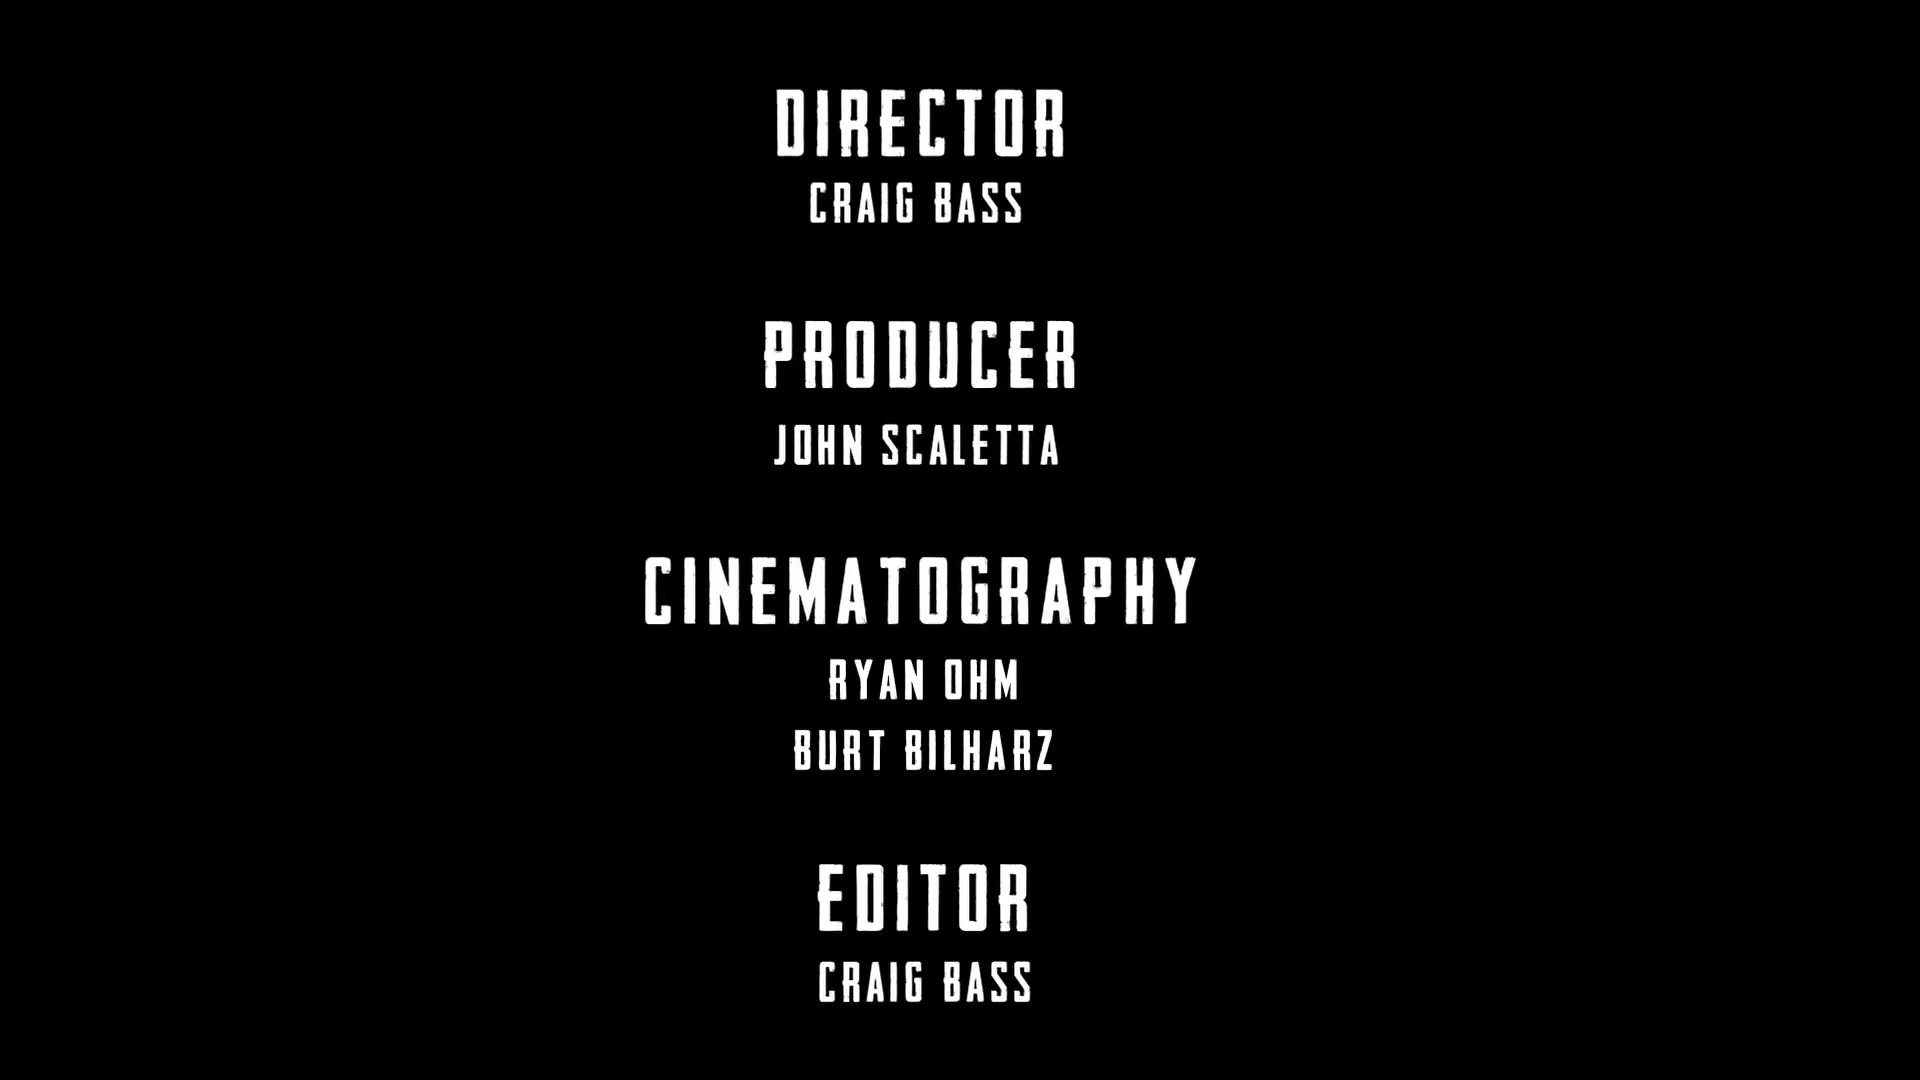 DIRECTOR
CRAIG BASS
PRODUCER
JOHN SCALETTA
CINEMATOGRAPHY
RYAN OHM
BURT BILHARZ
EDITOR
CRAIG BASS